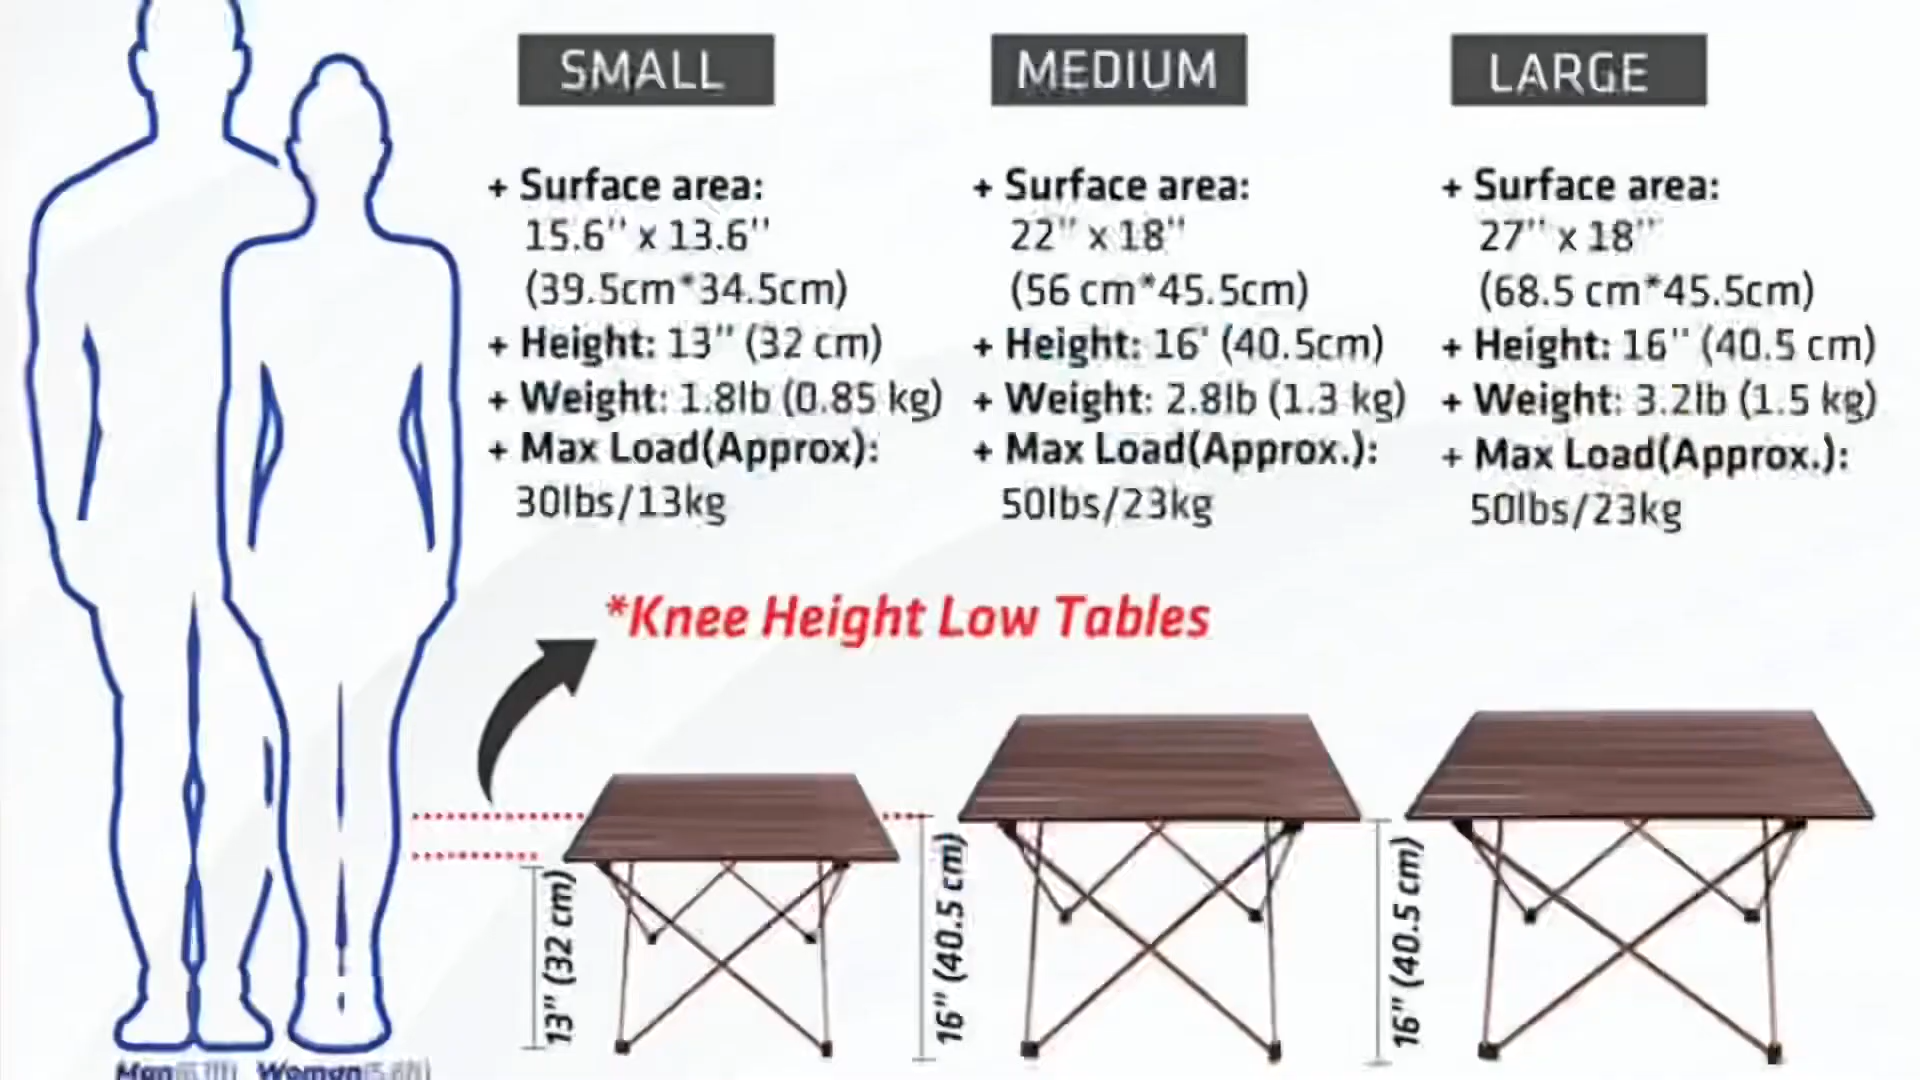 SMALL
+ Surface area:
15.6" x 13.6"
(39.5cm*34.5cm)
+ Height: 13" (32 cm)
+ Weight: 1.8lb (0.85 kg)
+ Max Load(Approx):
30lbs/13kg
MEDIUM
+ Surface area:
22" x 18"
(56 cm*45.5cm)
+ Height: 16' (40.5cm)
+ Weight: 2.8lb (1.3 kg)
+ Max Load(Approx.):
50lbs/23kg
LARGE
+ Surface area:
27" x 18"
(68.5 cm*45.5cm)
+ Height: 16" (40.5 cm)
+ Weight: 3.2lb (1.5 kg)
+ Max Load(Approx.):
50lbs/23kg
*Knee Height Low Tables
13" (32 cm)
16" (40.5 cm)
16" (40.5 cm)
Man Woman